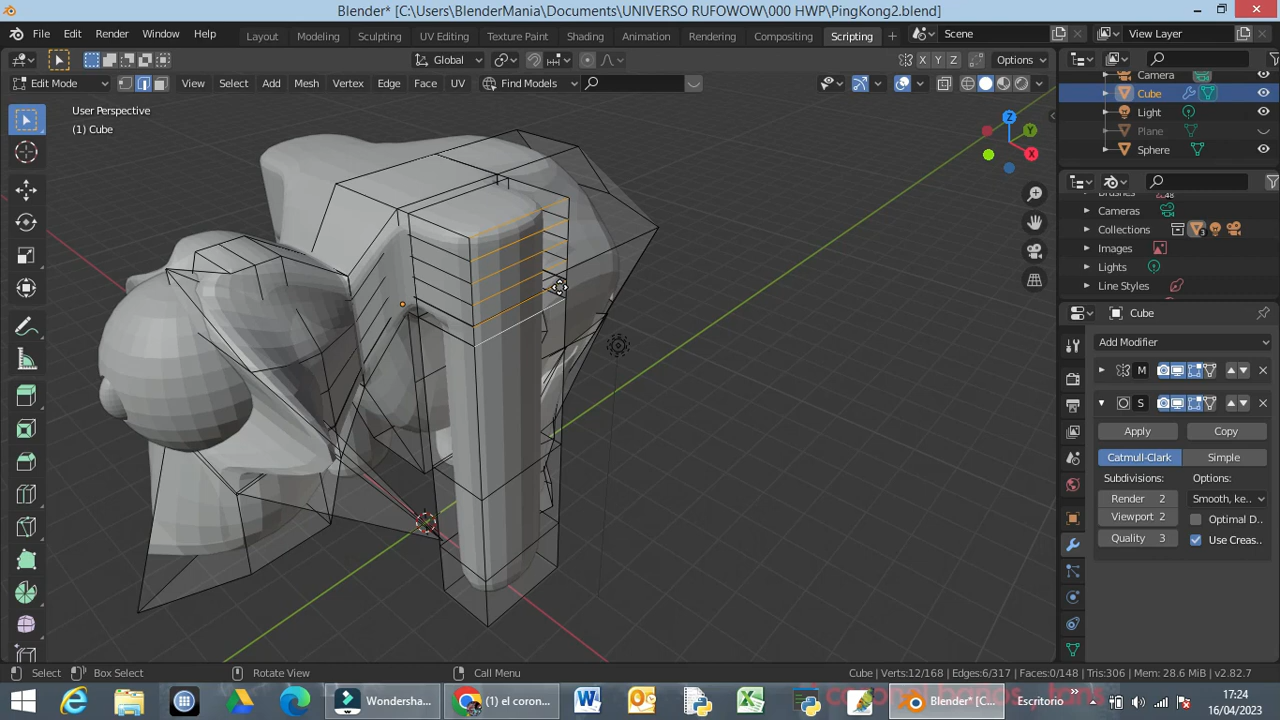 Blender* [C:\Users\BlenderMania\Documents\UNIVERSO RUFOWOW\000 HWP\PingKong2.blend]
File Edit Render Window Help Layout Modeling Sculpting UV Editing Texture Paint Shading Animation Rendering Compositing Scripting + Scene View Layer
Global X Y Z Options
Edit Mode View Select Add Mesh Vertex Edge Face UV Find Models
User Perspective
(1) Cube
Z
Y
X
Camera
Cube
Light
Plane
Sphere
Cameras
Collections
Images
Lights
Line Styles
Cube
Add Modifier
M
S
Apply Copy
Catmull-Clark Simple
Subdivisions: Options:
Render 2 Smooth, ke..
Viewport 2 Optimal D..
Quality 3 Use Creas..
Select Box Select Rotate View Call Menu Cube | Verts:12/168 | Edges:6/317 | Faces:0/148 | Tris:306 | Mem: 28.6 MiB | v2.82.7
Wondersha... (1) el coron... Blender* [C... Escritorio
17:24
16/04/2023